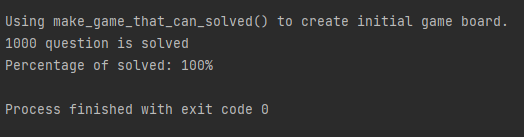 Using make_game_that_can_solved() to create initial game board.
1000 question is solved
Percentage of solved: 100%
Process finished with exit code 0